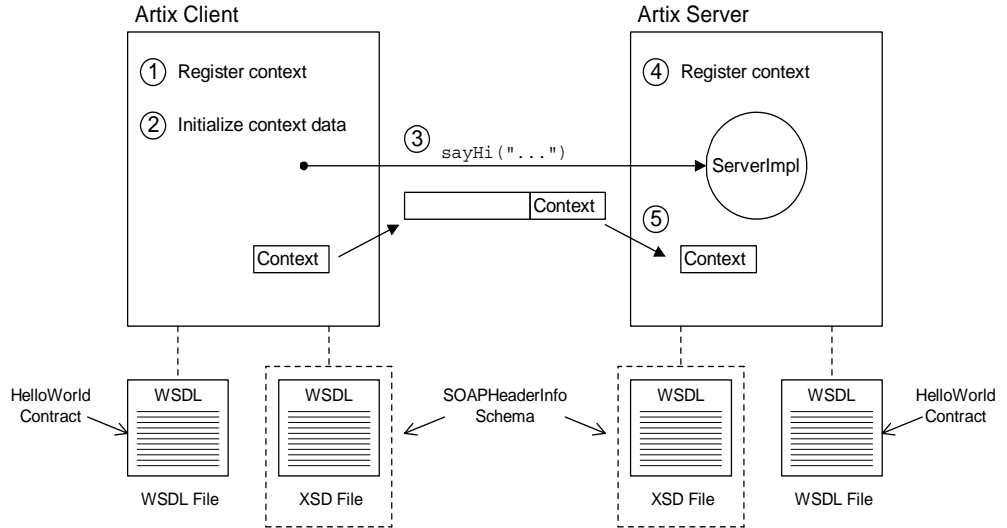 Artix Client
Artix Server
1 Register context
4 Register context
2 Initialize context data
3
sayHi("...")
ServerImpl
Context
5
Context
Context
HelloWorld
Contract
WSDL
WSDL
SOAPHeaderInfo
Schema
WSDL
WSDL
HelloWorld
Contract
WSDL File
XSD File
XSD File
WSDL File